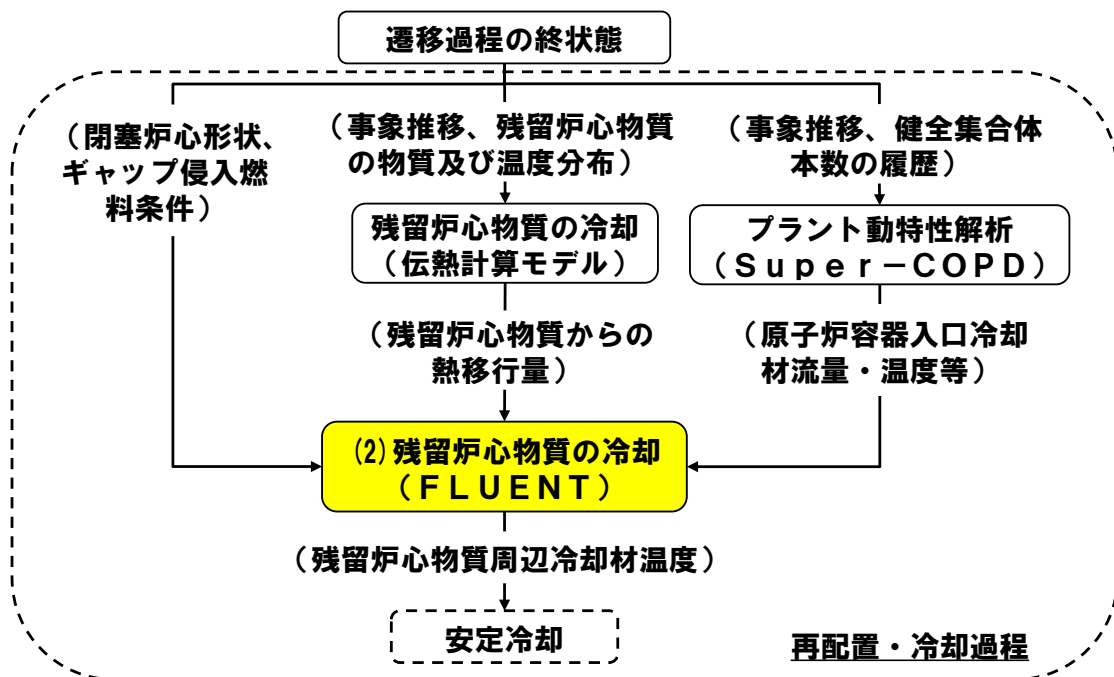 遷移過程の終状態
（閉塞炉心形状、
ギャップ侵入燃
料条件）
（事象推移、残留炉心物質
の物質及び温度分布）
（事象推移、健全集合体
本数の履歴）
残留炉心物質の冷却
（伝熱計算モデル）
プラント動特性解析
（Ｓｕｐｅｒ－ＣＯＰＤ）
（残留炉心物質からの
熱移行量）
（原子炉容器入口冷却
材流量・温度等）
(2)残留炉心物質の冷却
（ＦＬＵＥＮＴ）
（残留炉心物質周辺冷却材温度）
安定冷却
再配置・冷却過程